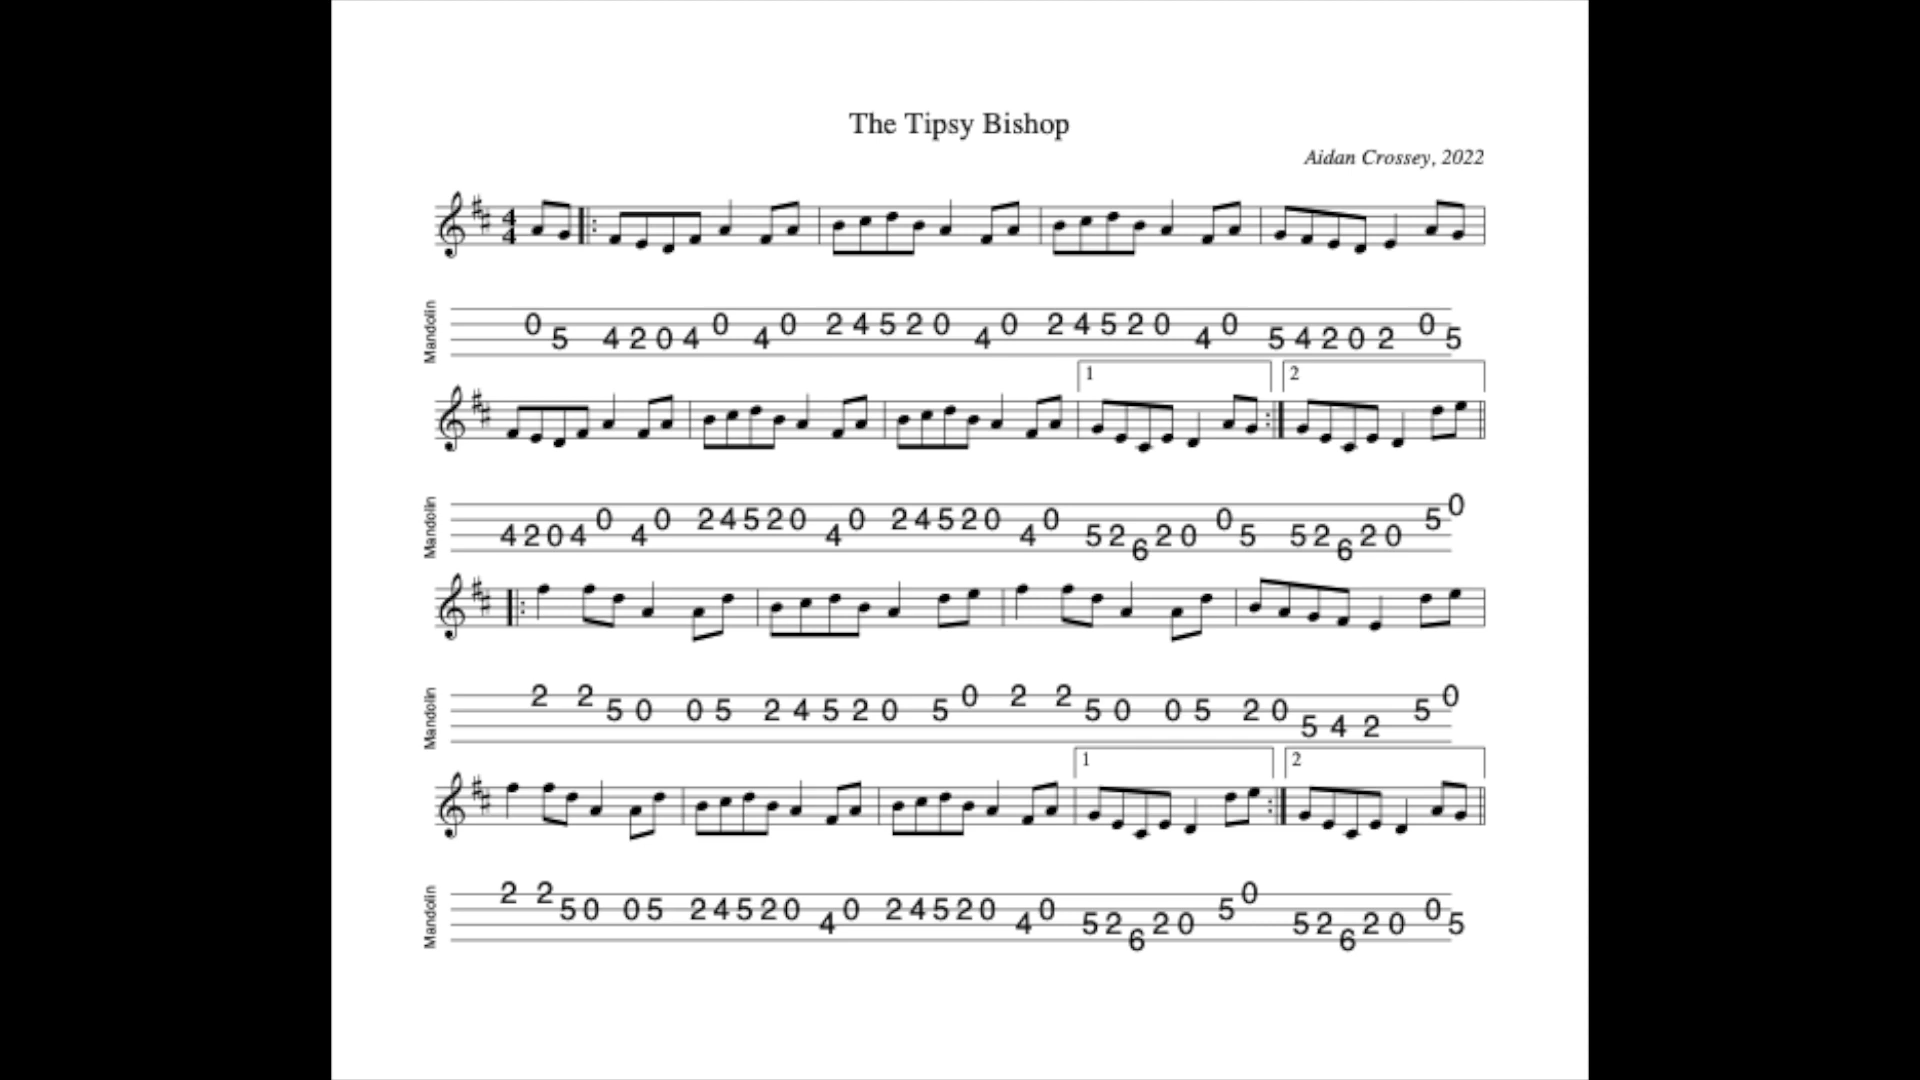 The Tipsy Bishop
Aidan Crossey, 2022
4
4
Mandolin
0 5 4 2 0 4 0 4 0 2 4 5 2 0 4 0 2 4 5 2 0 4 0 5 4 2 0 2 0 5
1 2
Mandolin
4 2 0 4 0 4 0 2 4 5 2 0 4 0 2 4 5 2 0 4 0 5 2 6 2 0 0 5 5 2 6 2 0 5 0
Mandolin
2 2 5 0 0 5 2 4 5 2 0 5 0 2 2 5 0 0 5 2 0 5 4 2 5 0
1 2
Mandolin
2 2 5 0 0 5 2 4 5 2 0 4 0 2 4 5 2 0 4 0 5 2 6 2 0 5 0 5 2 6 2 0 0 5